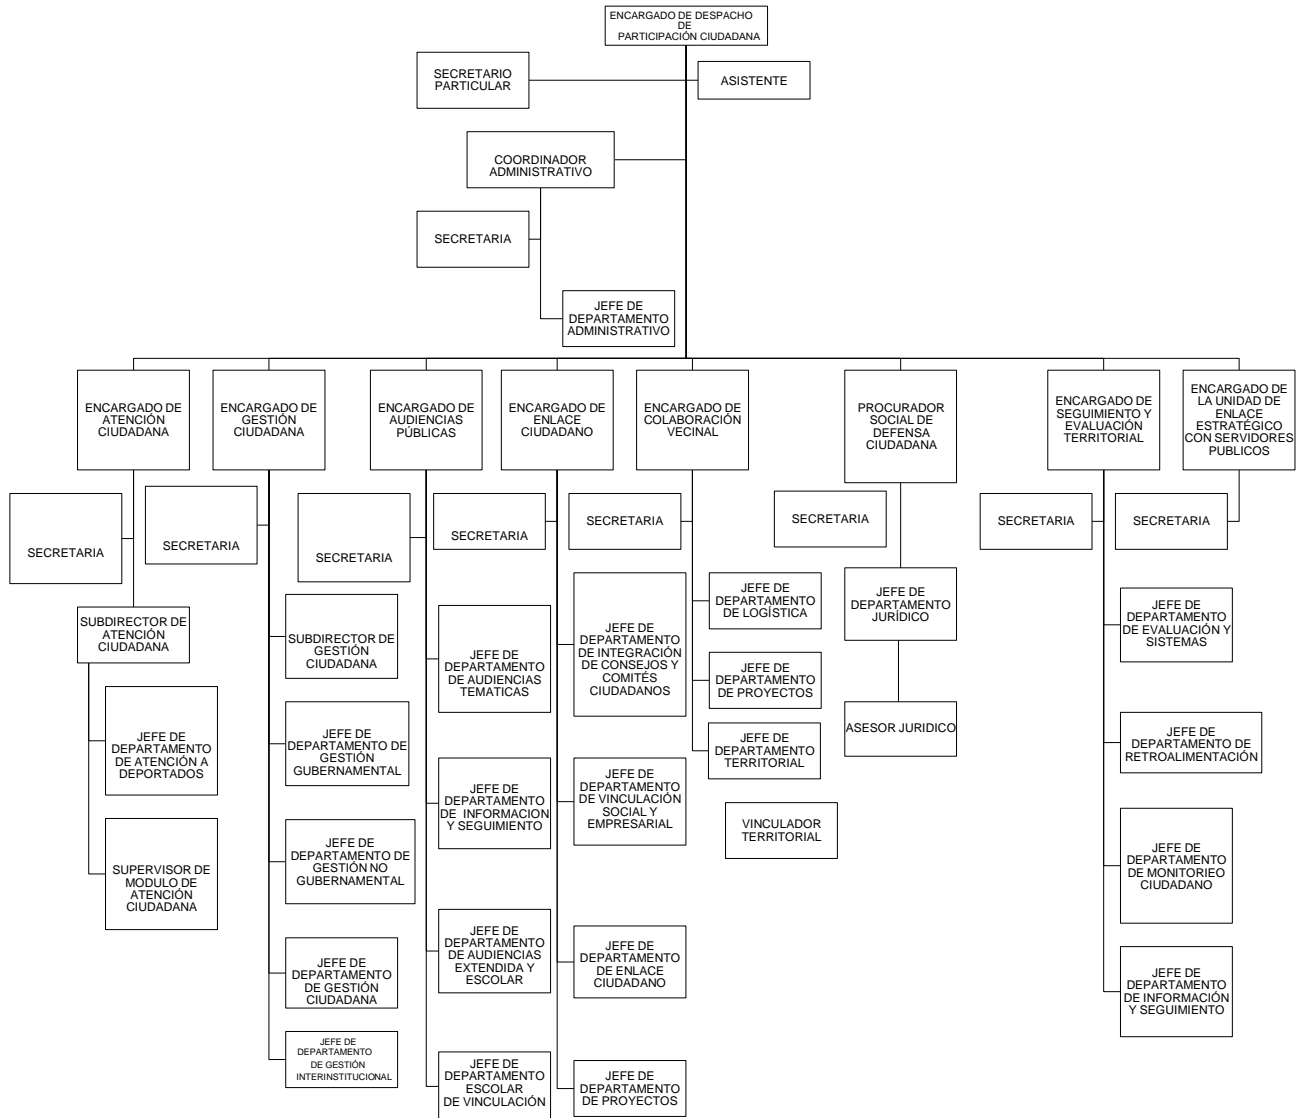 ENCARGADO DE DESPACHO
DE
PARTICIPACIÓN CIUDADANA
SECRETARIO
PARTICULAR
ASISTENTE
COORDINADOR
ADMINISTRATIVO
SECRETARIA
JEFE DE
DEPARTAMENTO
ADMINISTRATIVO
ENCARGADO DE
ATENCIÓN
CIUDADANA
ENCARGADO DE
GESTIÓN
CIUDADANA
ENCARGADO DE
AUDIENCIAS
PÚBLICAS
ENCARGADO DE
ENLACE
CIUDADANO
ENCARGADO DE
COLABORACIÓN
VECINAL
PROCURADOR
SOCIAL DE
DEFENSA
CIUDADANA
ENCARGADO DE
SEGUIMIENTO Y
EVALUACIÓN
TERRITORIAL
ENCARGADO DE
LA UNIDAD DE
ENLACE
ESTRATÉGICO
CON SERVIDORES
PUBLICOS
SECRETARIA
SECRETARIA
SECRETARIA
SECRETARIA
SECRETARIA
SECRETARIA
SECRETARIA
SECRETARIA
SUBDIRECTOR DE
ATENCIÓN
CIUDADANA
JEFE DE
DEPARTAMENTO
DE ATENCIÓN A
DEPORTADOS
SUPERVISOR DE
MODULO DE
ATENCIÓN
CIUDADANA
SUBDIRECTOR DE
GESTIÓN
CIUDADANA
JEFE DE
DEPARTAMENTO DE
GESTIÓN
GUBERNAMENTAL
JEFE DE
DEPARTAMENTO DE
GESTIÓN NO
GUBERNAMENTAL
JEFE DE
DEPARTAMENTO
DE GESTIÓN
CIUDADANA
JEFE DE
DEPARTAMENTO
DE GESTIÓN
INTERINSTITUCIONAL
JEFE DE
DEPARTAMENTO
DE AUDIENCIAS
TEMATICAS
JEFE DE
DEPARTAMENTO
DE INFORMACION
Y SEGUIMIENTO
JEFE DE
DEPARTAMENTO
DE AUDIENCIAS
EXTENDIDA Y
ESCOLAR
JEFE DE
DEPARTAMENTO
ESCOLAR
DE VINCULACIÓN
JEFE DE
DEPARTAMENTO
DE INTEGRACIÓN
DE CONSEJOS Y
COMITÉS
CIUDADANOS
JEFE DE
DEPARTAMENTO
DE VINCULACIÓN
SOCIAL Y
EMPRESARIAL
JEFE DE
DEPARTAMENTO
DE ENLACE
CIUDADANO
JEFE DE
DEPARTAMENTO
DE PROYECTOS
JEFE DE
DEPARTAMENTO
DE LOGÍSTICA
JEFE DE
DEPARTAMENTO
DE PROYECTOS
JEFE DE
DEPARTAMENTO
TERRITORIAL
VINCULADOR
TERRITORIAL
JEFE DE
DEPARTAMENTO
JURÍDICO
ASESOR JURIDICO
JEFE DE
DEPARTAMENTO
DE EVALUACIÓN Y
SISTEMAS
JEFE DE
DEPARTAMENTO DE
RETROALIMENTACIÓN
JEFE DE
DEPARTAMENTO
DE MONITORIEO
CIUDADANO
JEFE DE
DEPARTAMENTO
DE INFORMACIÓN
Y SEGUIMIENTO